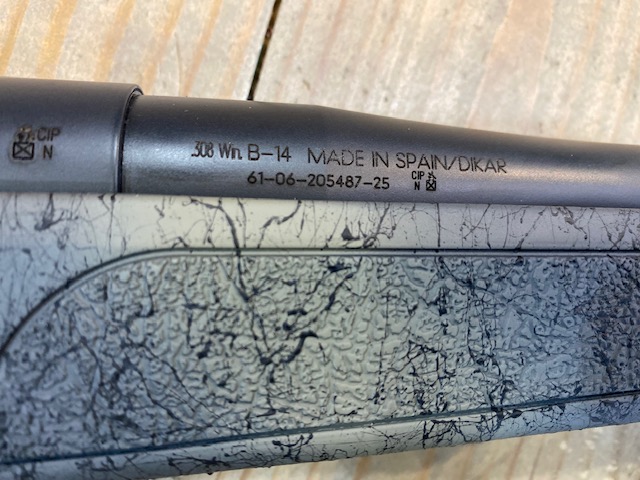 CIP
N
308 Win. B-14 MADE IN SPAIN/DIKAR
61-06-205487-25 CIP
N